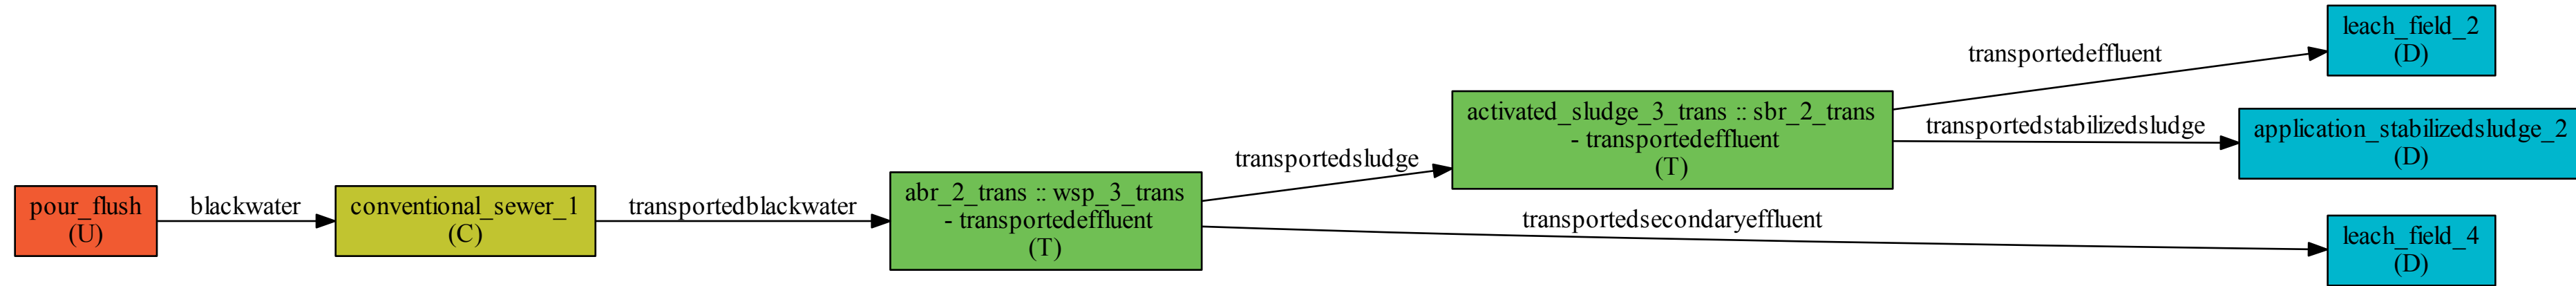 pour_flush
(U)
blackwater
conventional_sewer_1
(C)
transportedblackwater
abr_2_trans :: wsp_3_trans
- transportedeffluent
(T)
transportedsludge
transportedsecondaryeffluent
activated_sludge_3_trans :: sbr_2_trans
- transportedeffluent
(T)
transportedeffluent
transportedstabilizedsludge
leach_field_2
(D)
application_stabilizedsludge_2
(D)
leach_field_4
(D)